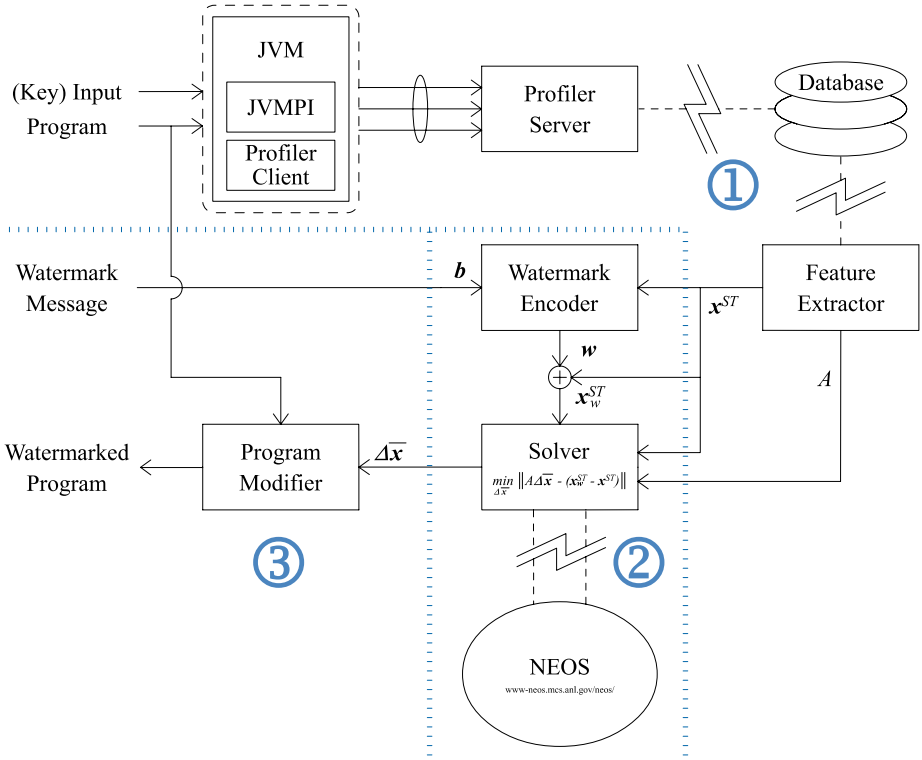 (Key) Input
Program
JVM
JVMPI
Profiler
Client
Profiler
Server
Database
1
Watermark
Message
b
Watermark
Encoder
x^ST
Feature
Extractor
w
+
x_w^ST
A
Watermarked
Program
Program
Modifier
Δx̅
Solver
min_Δx̅ ‖AΔx̅ - (x_w^ST - x^ST)‖
3
2
NEOS
www-neos.mcs.anl.gov/neos/